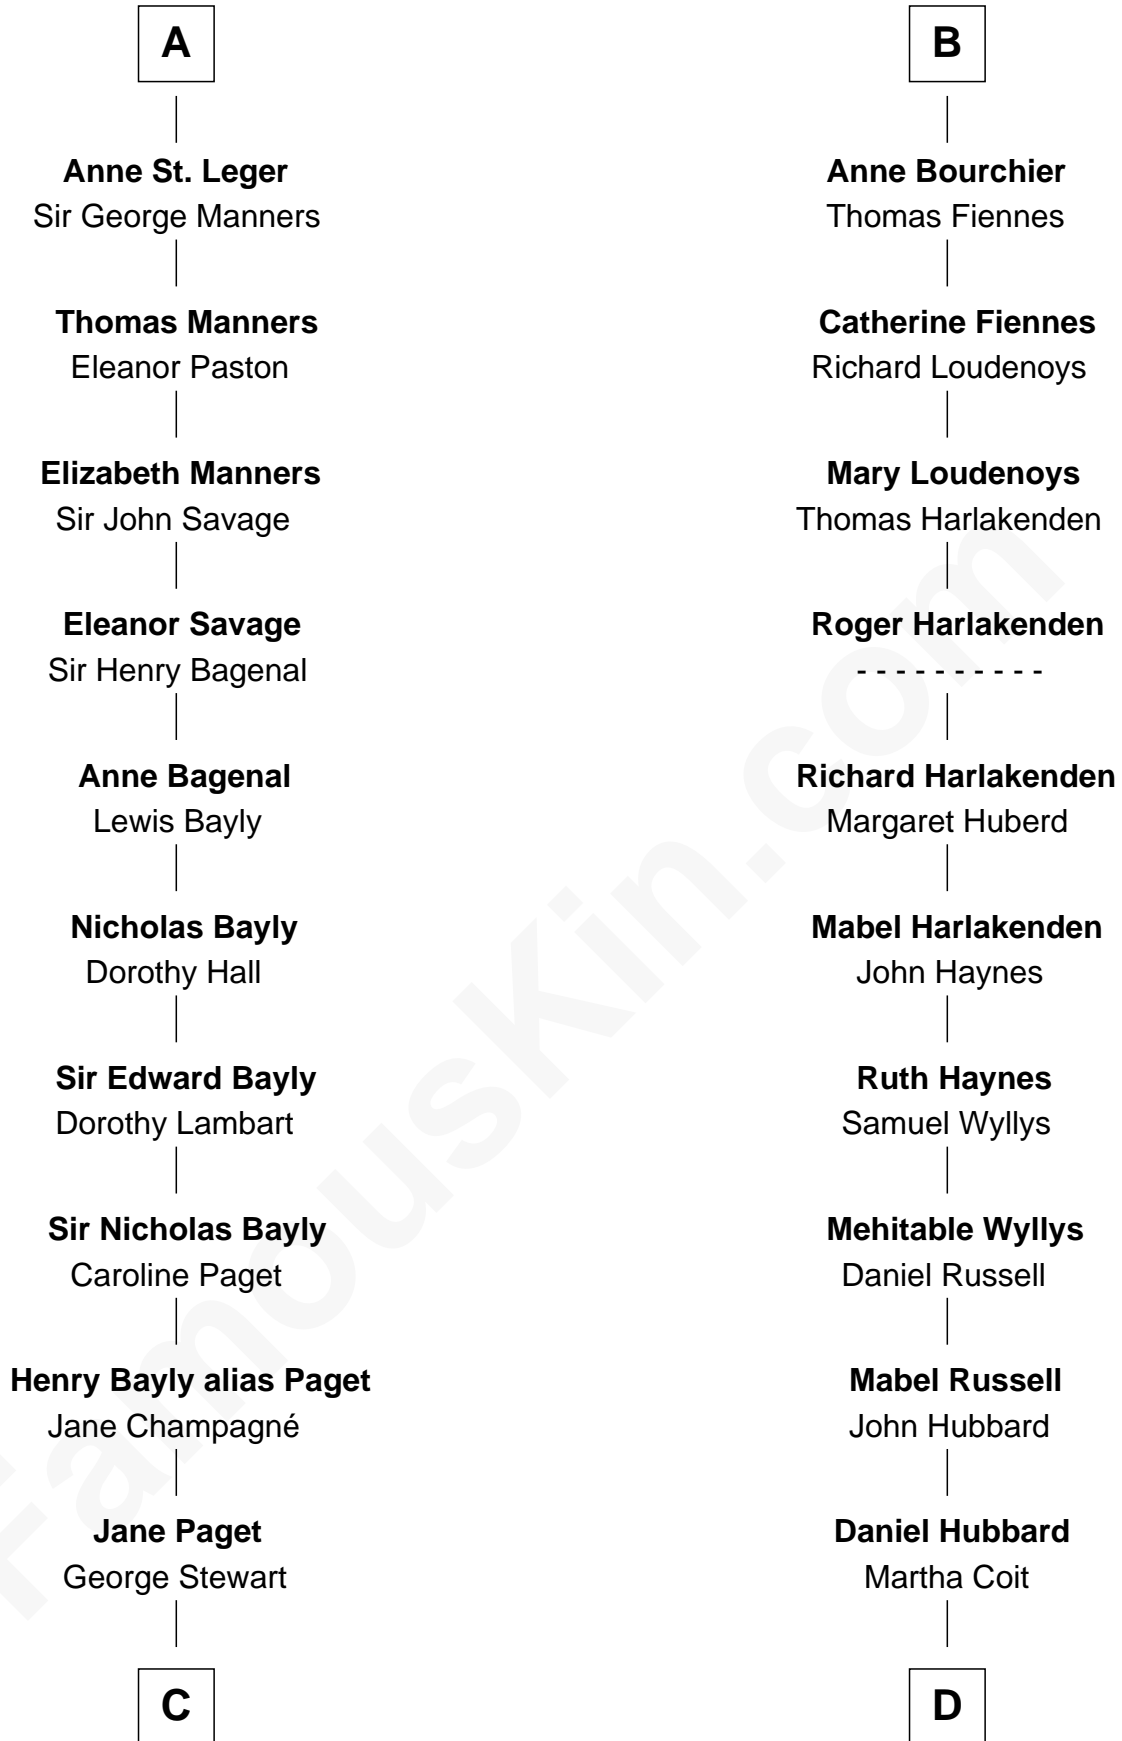 A
Anne St. Leger
Sir George Manners
Thomas Manners
Eleanor Paston
Elizabeth Manners
Sir John Savage
Eleanor Savage
Sir Henry Bagenal
Anne Bagenal
Lewis Bayly
Nicholas Bayly
Dorothy Hall
Sir Edward Bayly
Dorothy Lambart
Sir Nicholas Bayly
Caroline Paget
Henry Bayly alias Paget
Jane Champagné
Jane Paget
George Stewart
C
B
Anne Bourchier
Thomas Fiennes
Catherine Fiennes
Richard Loudenoys
Mary Loudenoys
Thomas Harlakenden
Roger Harlakenden
- - - - - - - - - -
Richard Harlakenden
Margaret Huberd
Mabel Harlakenden
John Haynes
Ruth Haynes
Samuel Wyllys
Mehitable Wyllys
Daniel Russell
Mabel Russell
John Hubbard
Daniel Hubbard
Martha Coit
D
FamousKin.com